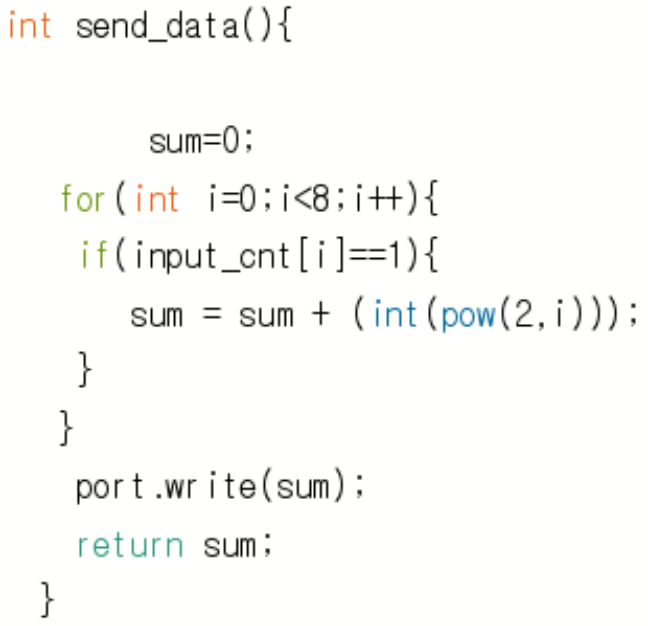 int send_data(){
sum=0;
for(int i=0;i<8;i++){
if(input_cnt[i]==1){
sum = sum + (int(pow(2,i)));
}
}
port.write(sum);
return sum;
}